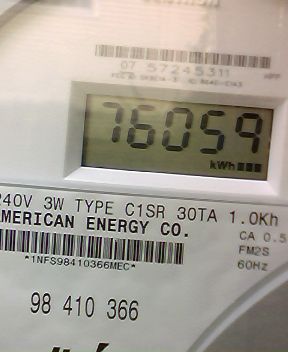 07 57245311
76059
kWh
240V 3W TYPE C1SR 30TA 1.0Kh
AMERICAN ENERGY CO.
CA 0.5
FM2S
*1NFS98410366MEC*
60Hz
98 410 366